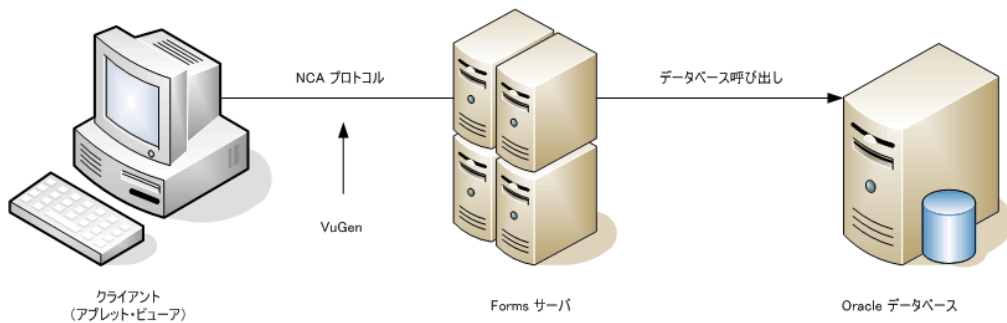 NCA プロトコル
データベース呼び出し
VuGen
クライアント
(アプレット・ビューア)
Forms サーバ
Oracle データベース